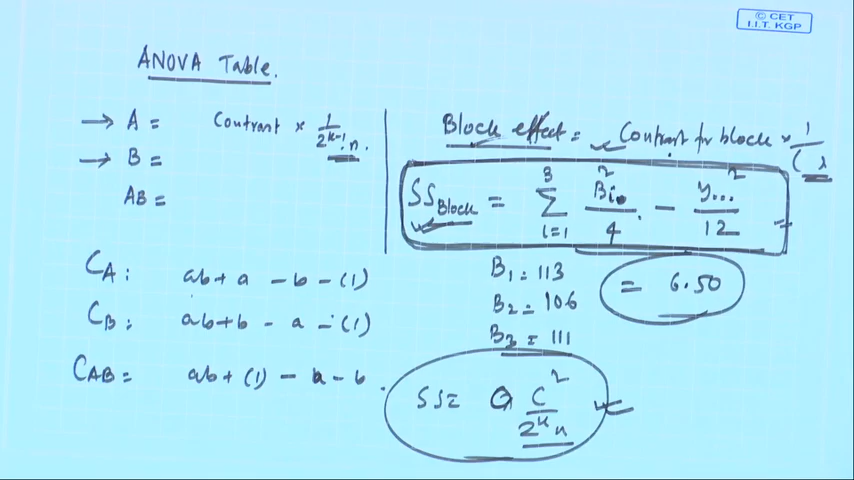 © CET
I.I.T. KGP
ANOVA Table.
→ A = Contrast × 1/2^(k-1).n.
→ B =
AB =
Block effect = Contrast for block × 1/( )
SS_Block = 3 Σ i=1 B_i.^2/4 . - y...^2/12
= 6.50
B1 = 113
B2 = 106
B3 = 111
C_A : ab + a - b - (1)
C_B : ab + b - a - (1)
C_AB = ab + (1) - a - b .
SS = C^2/2^k n